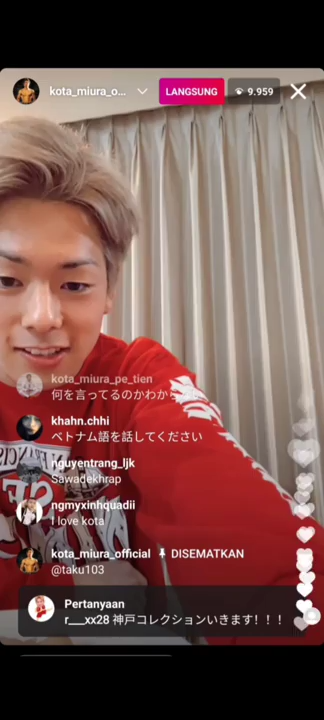 kota_miura_o...
LANGSUNG
9.959
kota_miura_pe_tien
何を言ってるのかわから
khahn.chhi
ベトナム語を話してください
nguyentrang_ljk
Sawadekhrap
ngmyxinhquadii
I love kota
kota_miura_official DISEMATKAN
@taku103
Pertanyaan
r___xx28 神戸コレクションいきます！！！